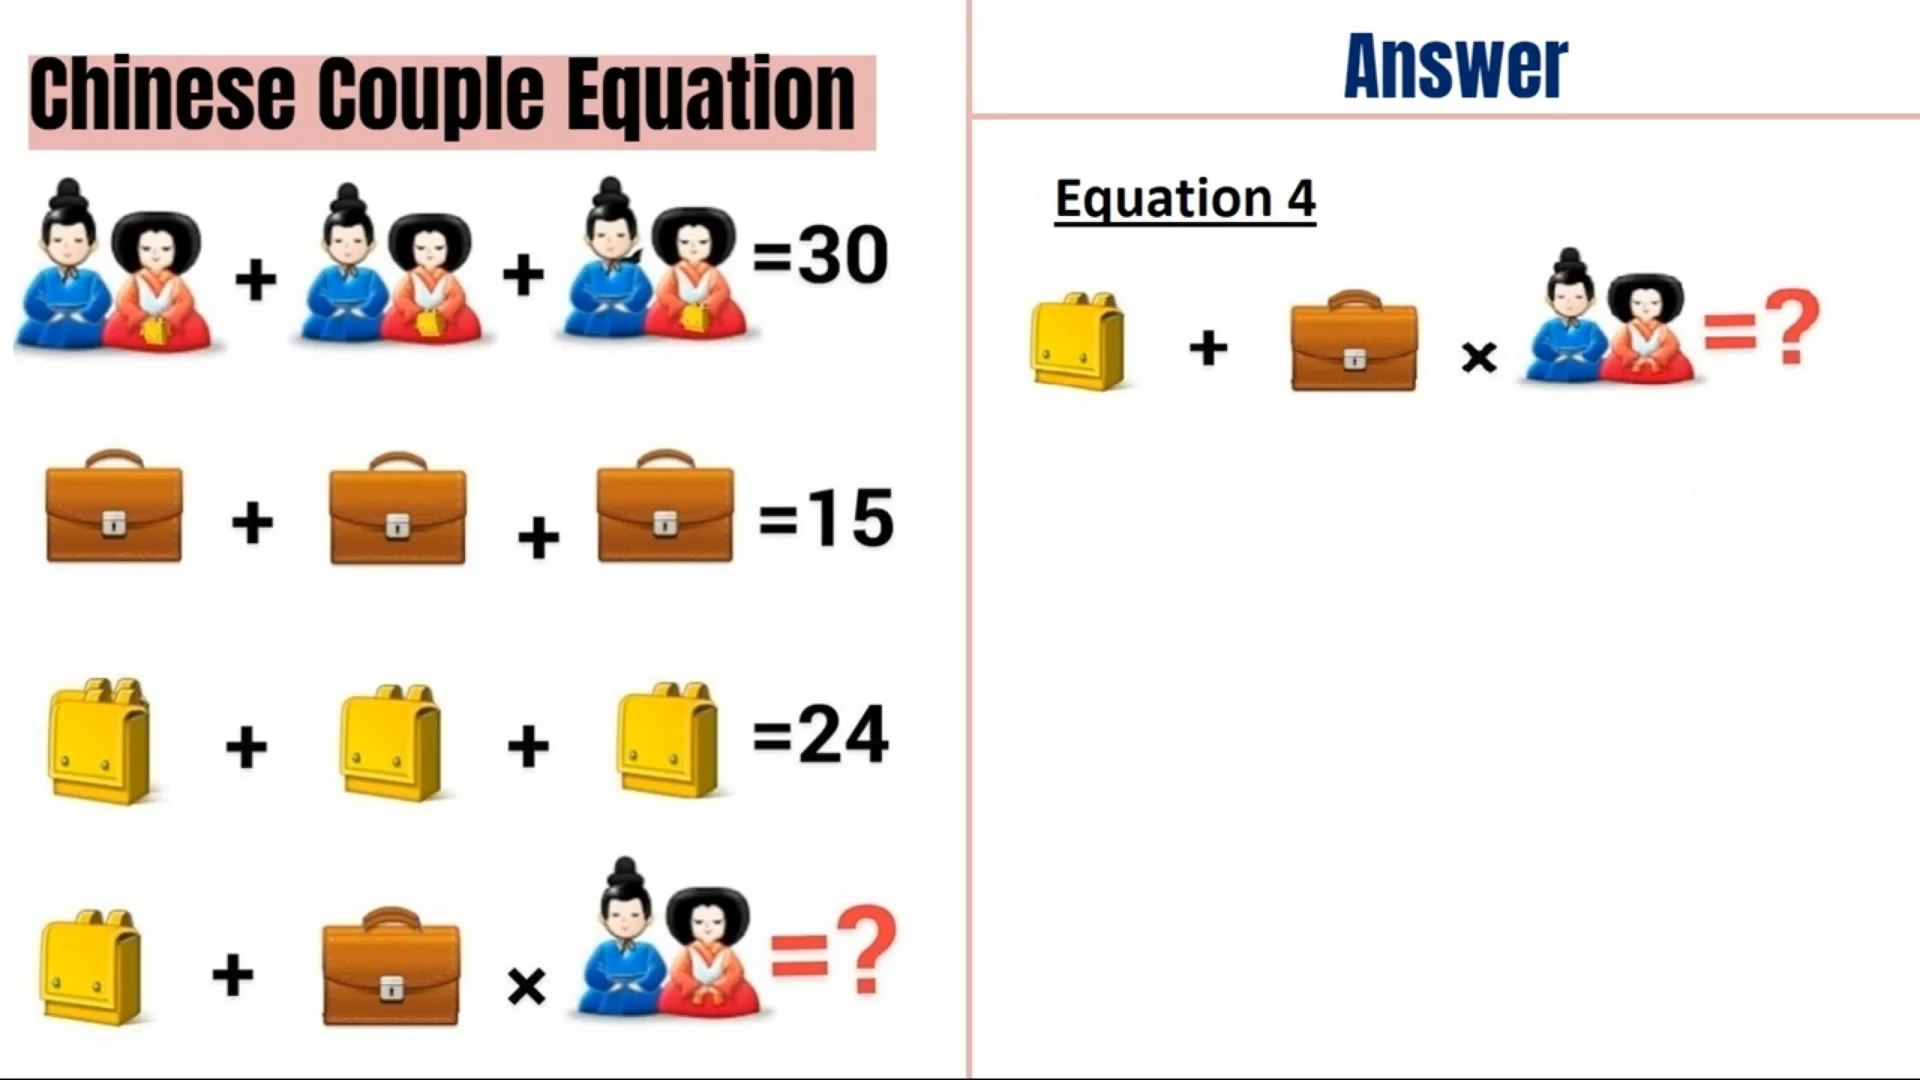 Chinese Couple Equation
+ + =30
+ + =15
+ + =24
+ × =?
Answer
Equation 4
+ × =?